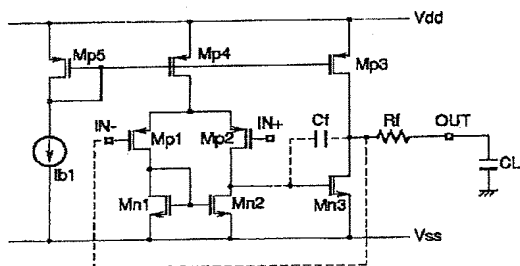 Vdd
Mp5
Mp4
Mp3
IN-
Mp1
Mp2
IN+
Cf
Rf
OUT
CL
Ib1
Mn1
Mn2
Mn3
Vss